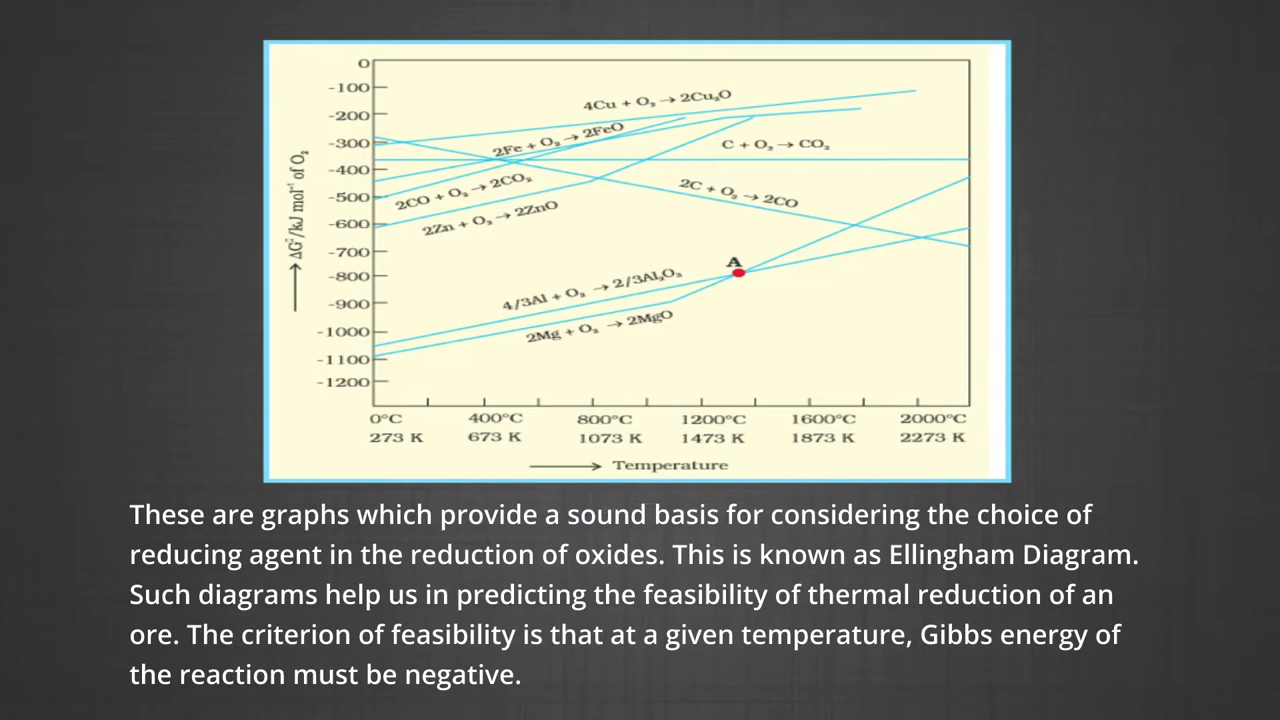 0
-100
-200
-300
-400
-500
-600
-700
-800
-900
-1000
-1100
-1200
⟶ ΔG⁰/kJ mol⁻¹ of O₂
4Cu + O₂ → 2Cu₂O
2Fe + O₂ → 2FeO
C + O₂ → CO₂
2CO + O₂ → 2CO₂
2C + O₂ → 2CO
2Zn + O₂ → 2ZnO
A
4/3Al + O₂ → 2/3Al₂O₃
2Mg + O₂ → 2MgO
0°C 400°C 800°C 1200°C 1600°C 2000°C
273 K 673 K 1073 K 1473 K 1873 K 2273 K
⟶ Temperature
These are graphs which provide a sound basis for considering the choice of
reducing agent in the reduction of oxides. This is known as Ellingham Diagram.
Such diagrams help us in predicting the feasibility of thermal reduction of an
ore. The criterion of feasibility is that at a given temperature, Gibbs energy of
the reaction must be negative.